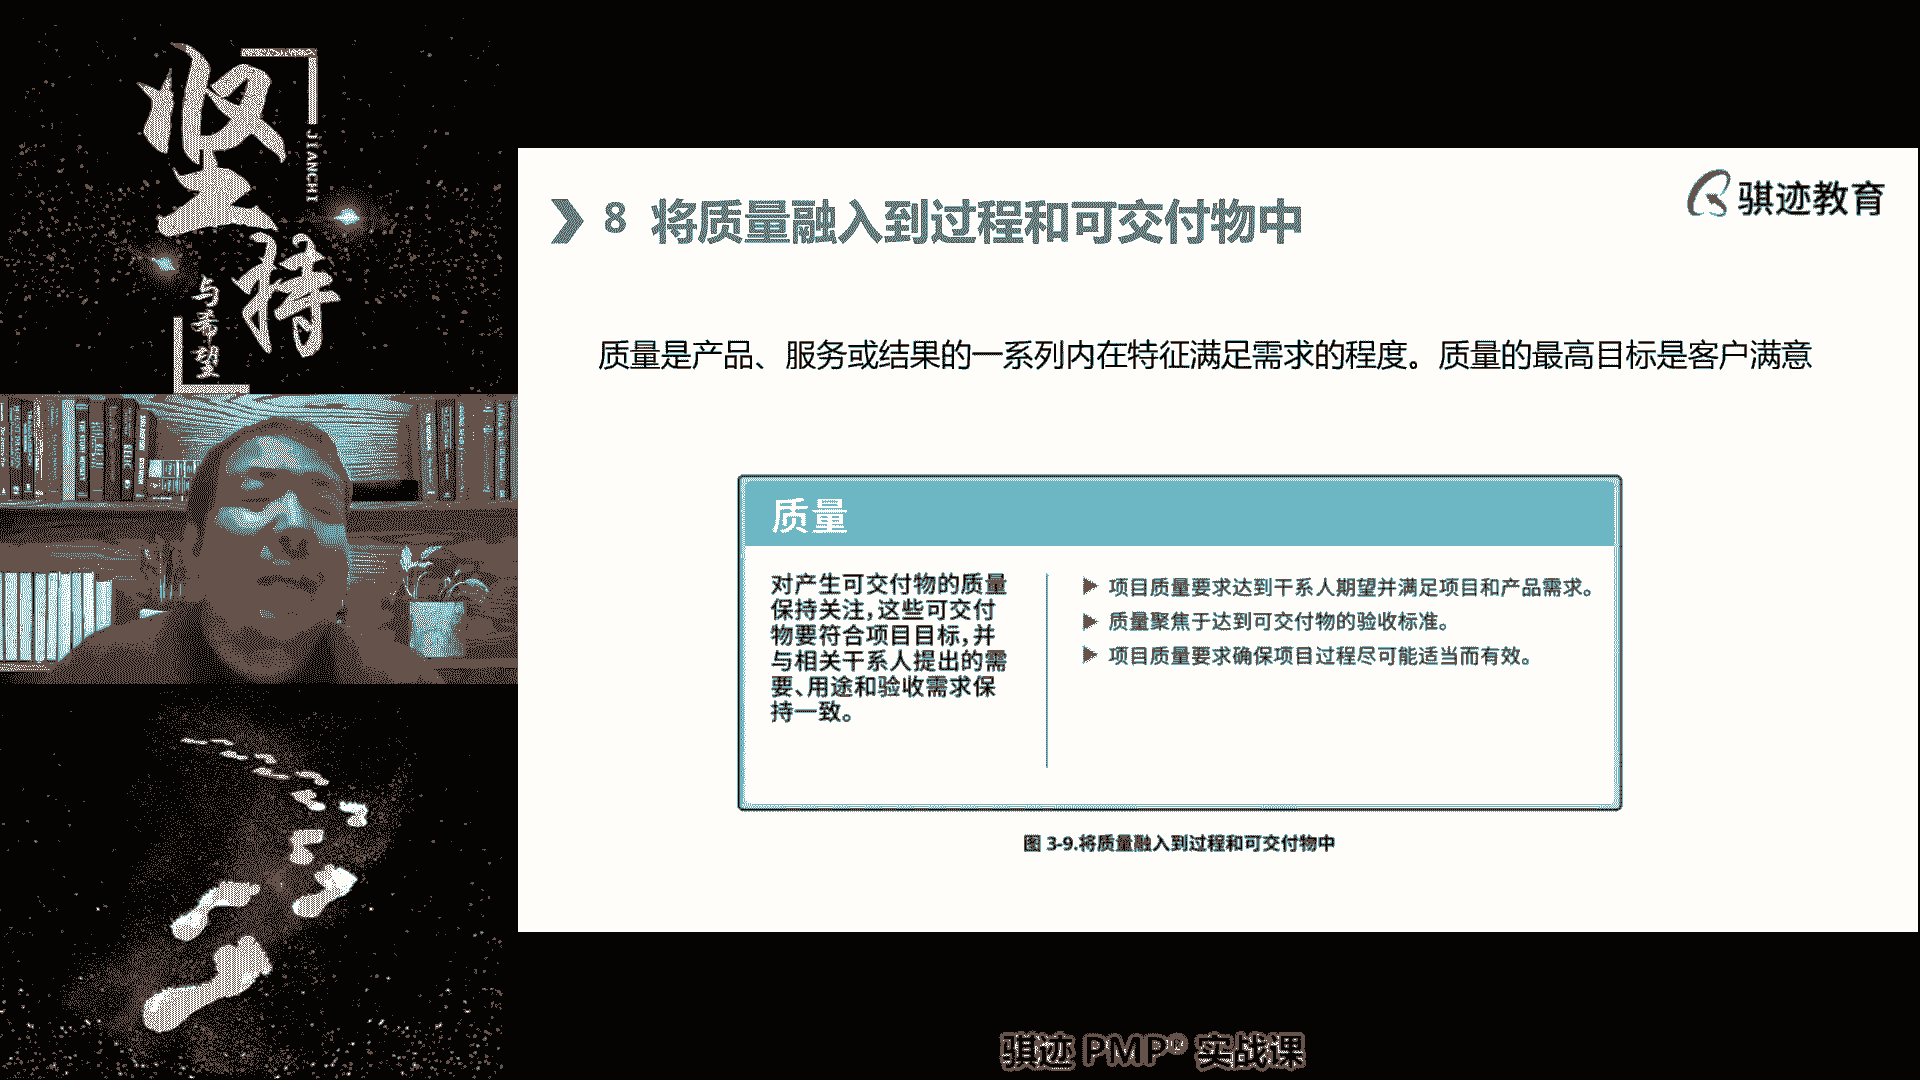 坚持
JIANCHI
与希望
骐迹教育
8 将质量融入到过程和可交付物中
质量是产品、服务或结果的一系列内在特征满足需求的程度。质量的最高目标是客户满意
质量
对产生可交付物的质量
保持关注，这些可交付
物要符合项目目标，并
与相关干系人提出的需
要、用途和验收需求保
持一致。
项目质量要求达到干系人期望并满足项目和产品需求。
质量聚焦于达到可交付物的验收标准。
项目质量要求确保项目过程尽可能适当而有效。
图 3-9.将质量融入到过程和可交付物中
骐迹 PMP® 实战课